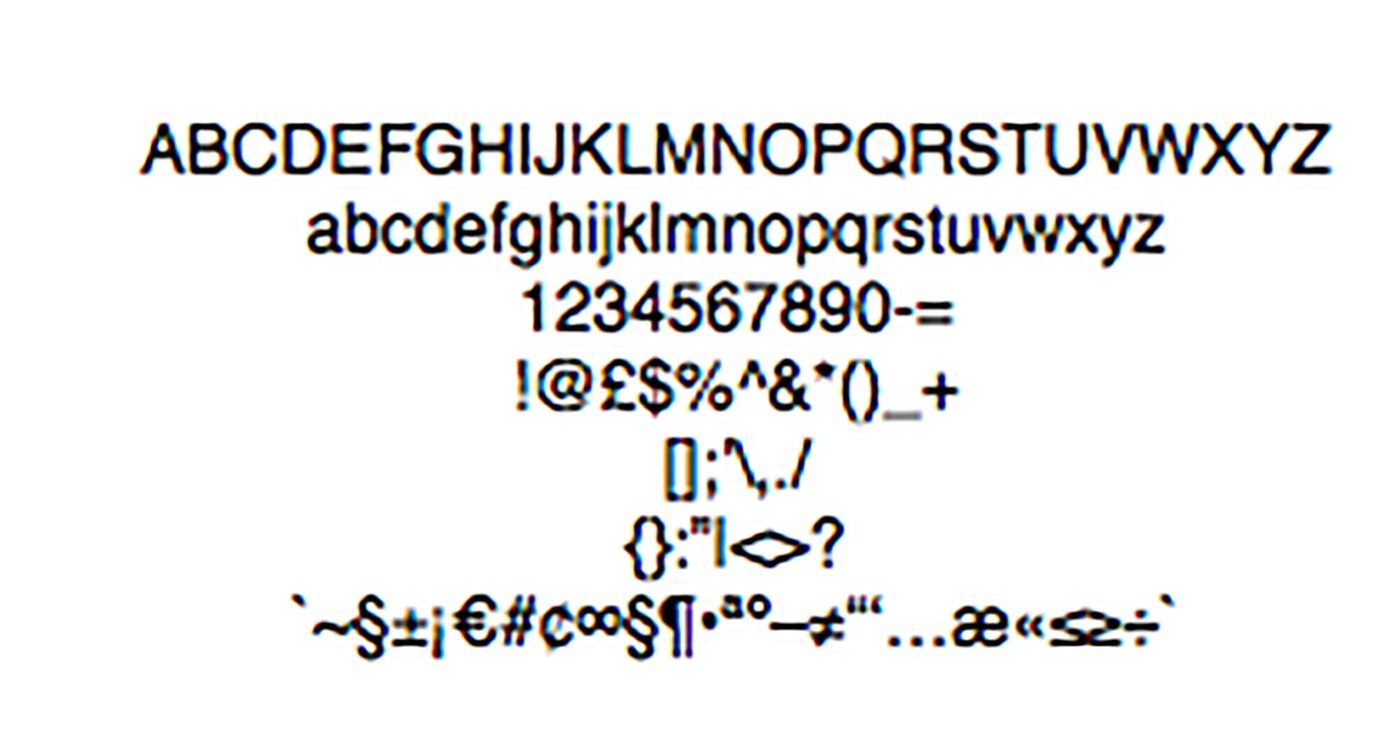 ABCDEFGHIJKLMNOPQRSTUVWXYZ
abcdefghijklmnopqrstuvwxyz
1234567890-=
!@£$%^&*()_+
[];'\,./
{}:"|<>?
`~§±¡€#¢∞§¶•ªº–≠“‘…æ«≤≥÷`